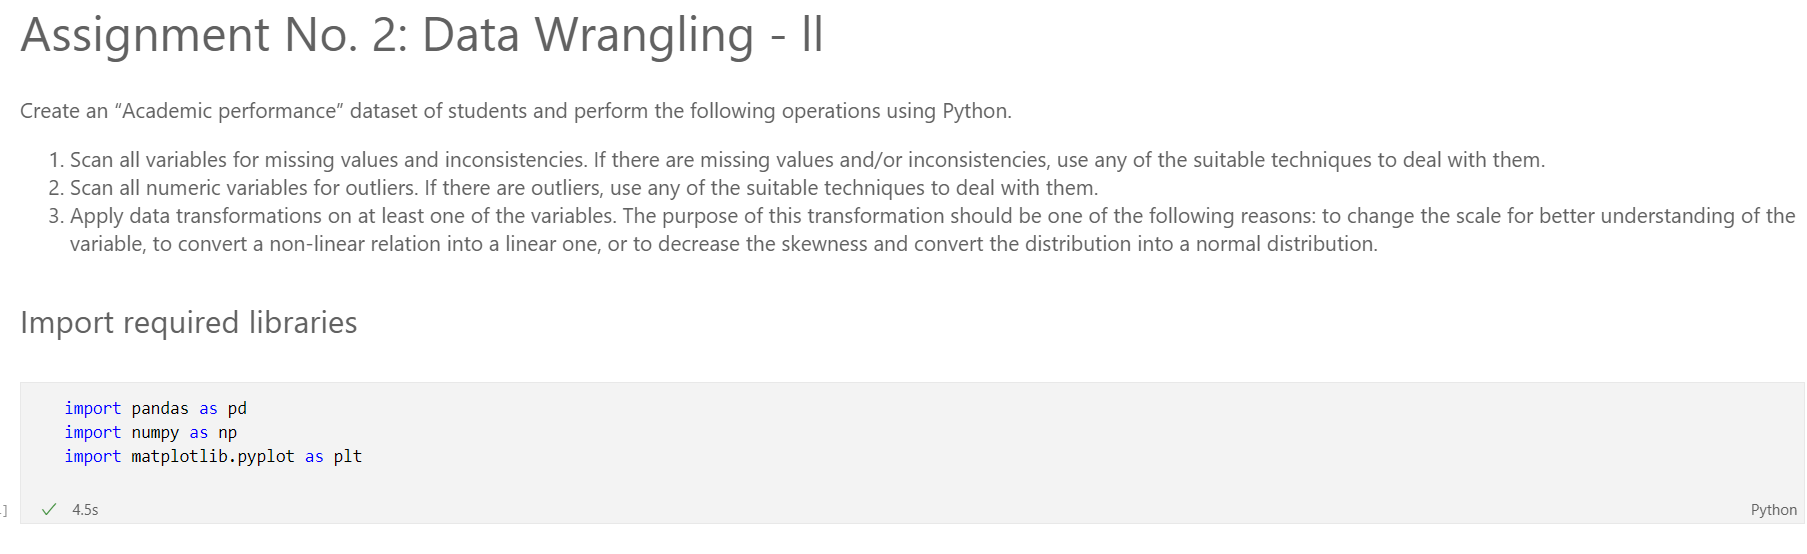 Assignment No. 2: Data Wrangling - ll
Create an “Academic performance” dataset of students and perform the following operations using Python.
1. Scan all variables for missing values and inconsistencies. If there are missing values and/or inconsistencies, use any of the suitable techniques to deal with them.
2. Scan all numeric variables for outliers. If there are outliers, use any of the suitable techniques to deal with them.
3. Apply data transformations on at least one of the variables. The purpose of this transformation should be one of the following reasons: to change the scale for better understanding of the
variable, to convert a non-linear relation into a linear one, or to decrease the skewness and convert the distribution into a normal distribution.
Import required libraries
import pandas as pd
import numpy as np
import matplotlib.pyplot as plt
] ✓ 4.5s Python